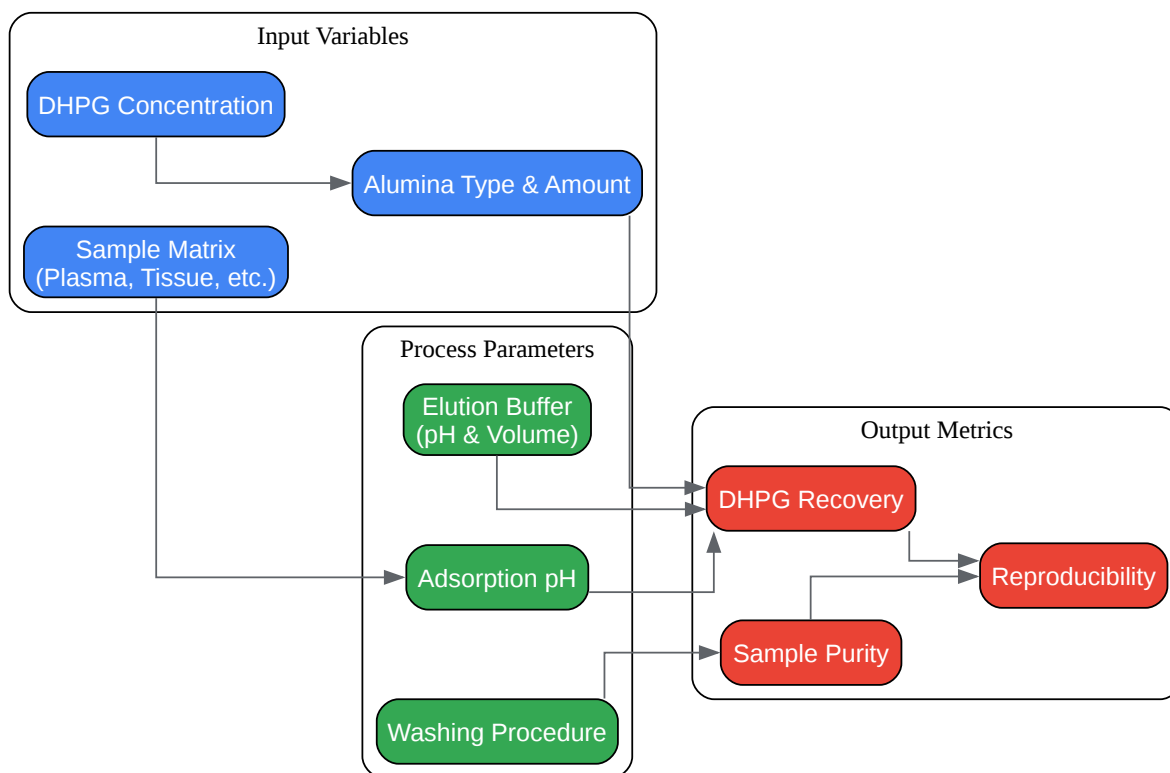 Input Variables
DHPG Concentration
Alumina Type & Amount
Sample Matrix
(Plasma, Tissue, etc.)
Process Parameters
Elution Buffer
(pH & Volume)
Adsorption pH
Washing Procedure
Output Metrics
DHPG Recovery
Reproducibility
Sample Purity